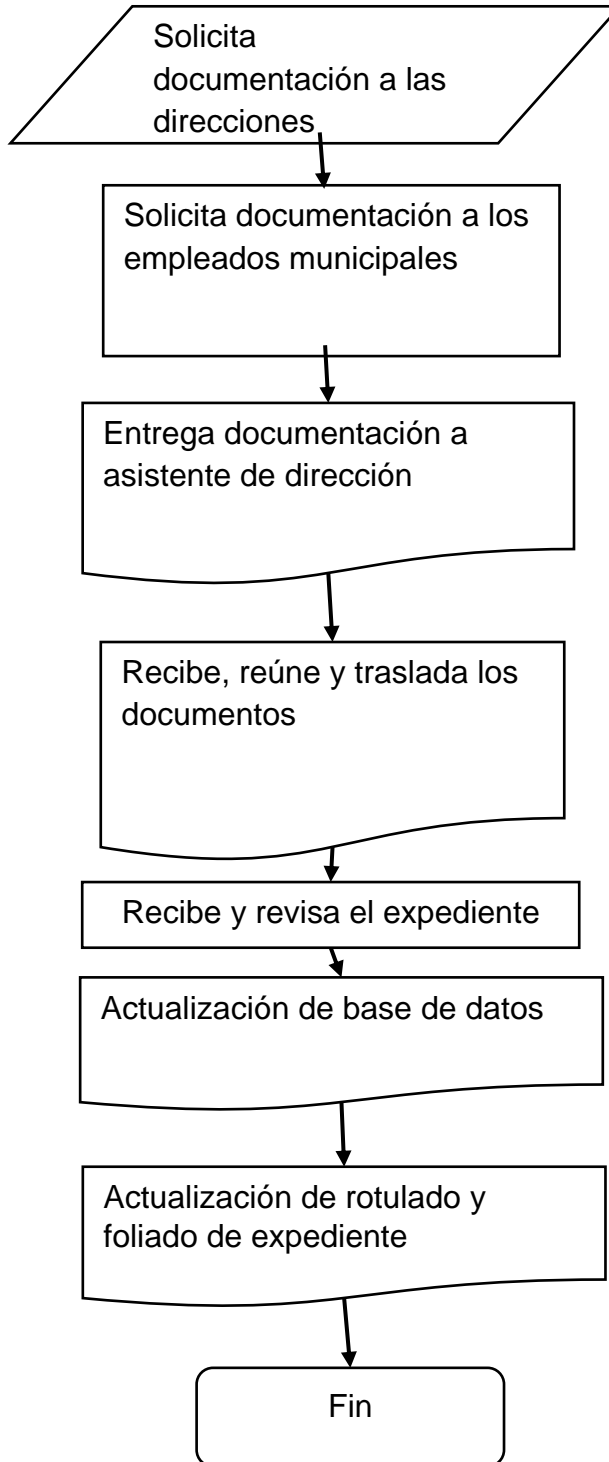 Solicita
documentación a las
direcciones
Solicita documentación a los
empleados municipales
Entrega documentación a
asistente de dirección
Recibe, reúne y traslada los
documentos
Recibe y revisa el expediente
Actualización de base de datos
Actualización de rotulado y
foliado de expediente
Fin